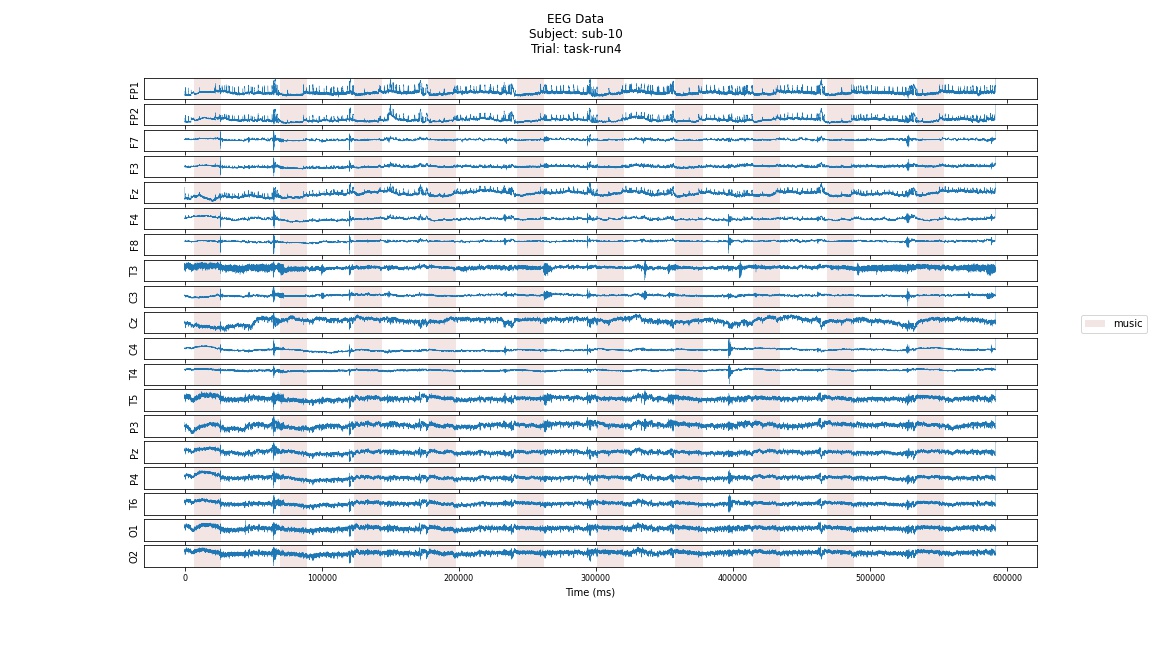 EEG Data
Subject: sub-10
Trial: task-run4
FP1
FP2
F7
F3
Fz
F4
F8
T3
C3
Cz
C4
T4
T5
P3
Pz
P4
T6
O1
O2
music
0 100000 200000 300000 400000 500000 600000
Time (ms)